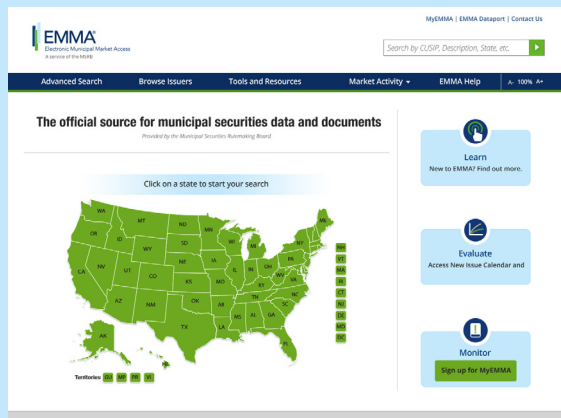 MyEMMA | EMMA Dataport | Contact Us
EMMA®
Electronic Municipal Market Access
A service of the MSRB
Search by CUSIP, Description, State, etc.
Advanced Search Browse Issuers Tools and Resources Market Activity EMMA Help A- 100% A+
The official source for municipal securities data and documents
Provided by the Municipal Securities Rulemaking Board
Click on a state to start your search
WA
MT
ND
MN
ME
OR
ID
WY
SD
WI
MI
NY
NE
IA
PA
NH
VT
MA
RI
CT
NJ
DE
MD
DC
CA
NV
UT
CO
KS
MO
IL
IN
OH
WV
VA
KY
NC
TN
SC
AZ
NM
OK
AR
MS
AL
GA
TX
LA
FL
AK
Territories: GU MP PR VI
Learn
New to EMMA? Find out more.
Evaluate
Access New Issue Calendar and
Monitor
Sign up for MyEMMA